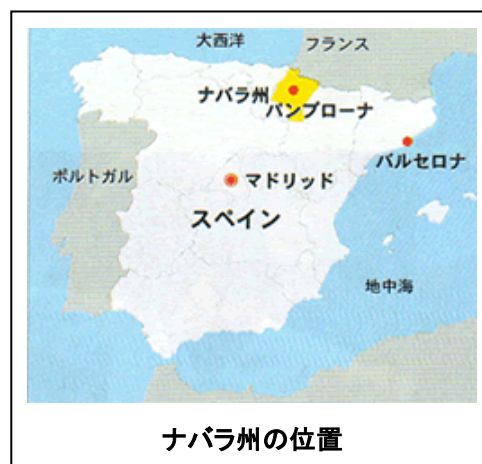 大西洋
フランス
ナバラ州
パンプローナ
バルセロナ
ポルトガル
マドリッド
スペイン
地中海
ナバラ州の位置